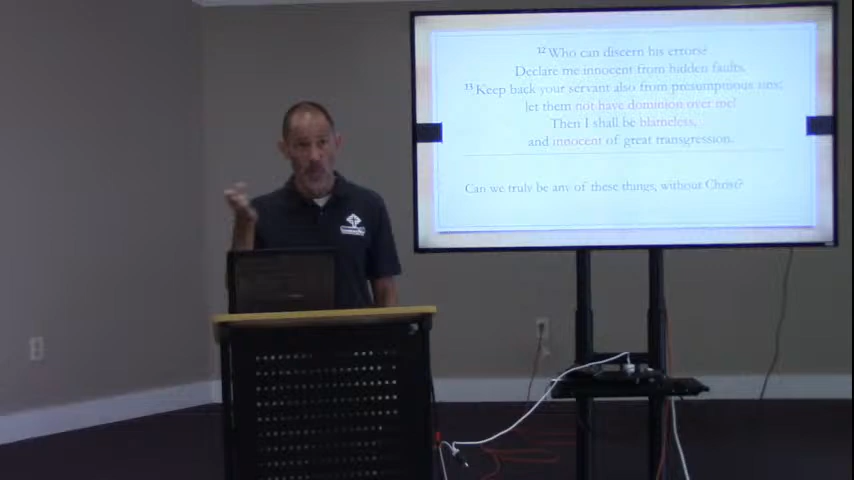 ¹² Who can discern his errors?
Declare me innocent from hidden faults.
¹³ Keep back your servant also from presumptuous sins;
let them not have dominion over me!
Then I shall be blameless,
and innocent of great transgression.
Can we truly be any of these things, without Christ?